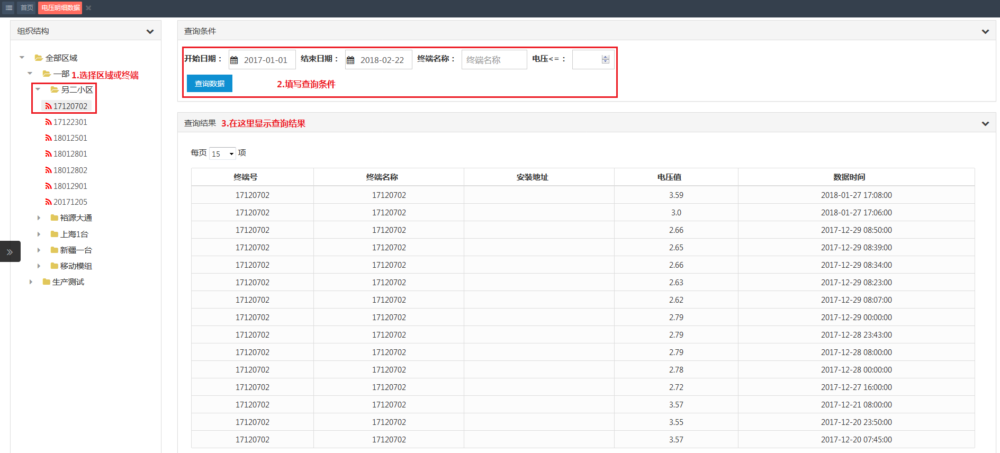 首页 电压明细数据
组织结构
全部区域
一部 1.选择区域或终端
另二小区
17120702
17122301
18012501
18012801
18012802
18012901
20171205
裕源大通
上海1台
新疆一台
移动模组
生产测试
查询条件
开始日期： 2017-01-01 结束日期： 2018-02-22 终端名称： 终端名称 电压<=：
查询数据 2.填写查询条件
查询结果 3.在这里显示查询结果
每页 15 项
终端号 终端名称 安装地址 电压值 数据时间
17120702 17120702 3.59 2018-01-27 17:08:00
17120702 17120702 3.0 2018-01-27 17:06:00
17120702 17120702 2.66 2017-12-29 08:50:00
17120702 17120702 2.65 2017-12-29 08:39:00
17120702 17120702 2.66 2017-12-29 08:34:00
17120702 17120702 2.63 2017-12-29 08:23:00
17120702 17120702 2.62 2017-12-29 08:07:00
17120702 17120702 2.79 2017-12-29 00:00:00
17120702 17120702 2.79 2017-12-28 23:43:00
17120702 17120702 2.79 2017-12-28 08:00:00
17120702 17120702 2.78 2017-12-28 00:00:00
17120702 17120702 2.72 2017-12-27 16:00:00
17120702 17120702 3.57 2017-12-21 08:00:00
17120702 17120702 3.55 2017-12-20 23:50:00
17120702 17120702 3.57 2017-12-20 07:45:00